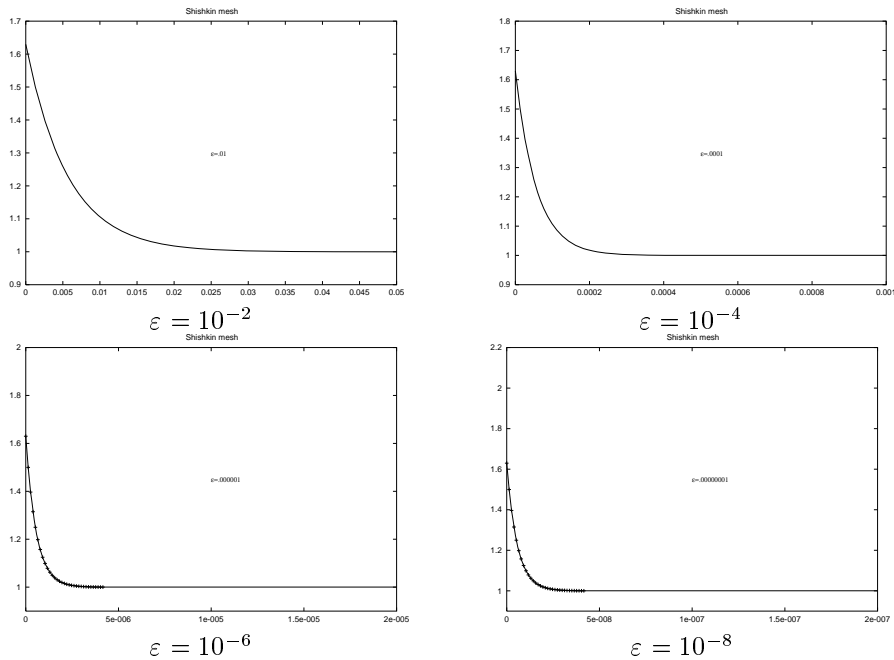 Shishkin mesh
1.7
1.6
1.5
1.4
1.3
1.2
1.1
1
0.9
ε=.01
0 0.005 0.01 0.015 0.02 0.025 0.03 0.035 0.04 0.045 0.05
ε = 10⁻²
Shishkin mesh
1.8
1.7
1.6
1.5
1.4
1.3
1.2
1.1
1
0.9
ε=.0001
0 0.0002 0.0004 0.0006 0.0008 0.001
ε = 10⁻⁴
Shishkin mesh
2
1.8
1.6
1.4
1.2
1
ε=.000001
0 5e-006 1e-005 1.5e-005 2e-005
ε = 10⁻⁶
Shishkin mesh
2.2
2
1.8
1.6
1.4
1.2
1
ε=.00000001
0 5e-008 1e-007 1.5e-007 2e-007
ε = 10⁻⁸